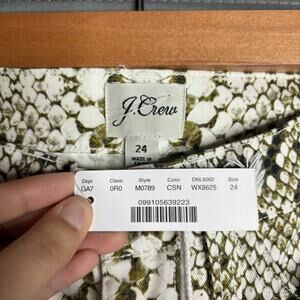 J.Crew
24
MADE IN
Dept Class Style Color DNL6002 Size
GA7 0R0 M0789 CSN WX8625 24
099105639223